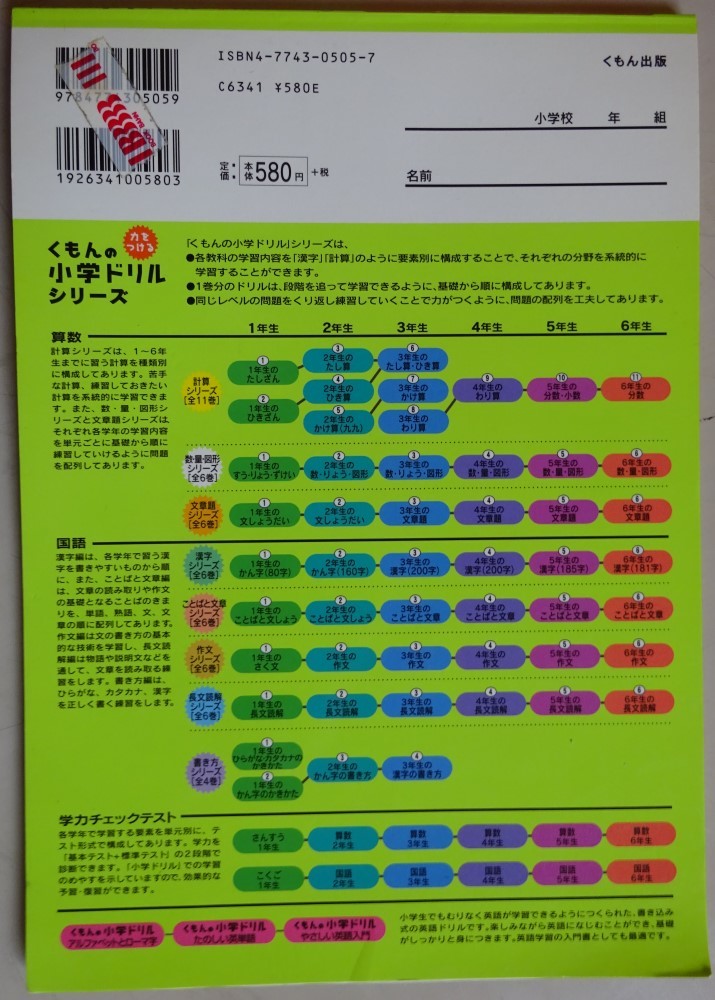 ISBN4-7743-0505-7
C6341 ¥580E
くもん出版
305059
1926341005803
定価:本体580円+税
小学校 年 組
名前
くもんの
力をつける
小学ドリル
シリーズ
「くもんの小学ドリル」シリーズは、
●各教科の学習内容を「漢字」「計算」のように要素別に構成することで、それぞれの分野を系統的に
学習することができます。
●1巻分のドリルは、段階を追って学習できるように、基礎から順に構成してあります。
●同じレベルの問題をくり返し練習していくことで力がつくように、問題の配列を工夫してあります。
1年生 2年生 3年生 4年生 5年生 6年生
算数
計算シリーズは、1〜6年
生までに習う計算を種類別
に構成してあります。苦手
な計算、練習しておきたい
計算を系統的に学習できま
す。また、数・量・図形シ
リーズと文章題シリーズは、
それぞれ各学年の学習内容
を単元ごとに基礎から順に
練習していけるように問題
を配列してあります。
計算
シリーズ
[全11巻]
① 1年生の
たしざん
② 1年生の
ひきざん
③ 2年生の
たし算
④ 2年生の
ひき算
⑤ 2年生の
かけ算(九九)
⑥ 3年生の
たし算・ひき算
⑦ 3年生の
かけ算
⑧ 3年生の
わり算
⑨ 4年生の
わり算
⑩ 5年生の
分数・小数
⑪ 6年生の
分数
数・量・図形
シリーズ
[全6巻]
① 1年生の
すう・りょう・ずけい
② 2年生の
数・りょう・図形
③ 3年生の
数・りょう・図形
④ 4年生の
数・量・図形
⑤ 5年生の
数・量・図形
⑥ 6年生の
数・量・図形
文章題
シリーズ
[全6巻]
① 1年生の
文しょうだい
② 2年生の
文しょうだい
③ 3年生の
文章題
④ 4年生の
文章題
⑤ 5年生の
文章題
⑥ 6年生の
文章題
国語
漢字編は、各学年で習う漢
字を書きやすいものから順
に、また、ことばと文章編
は、文章の読み取りや作文
の基礎となることばのきま
りを、単語、熟語、文、文
章の順に配列してあります。
作文編は文の書き方の基本
的な技術を学習し、長文読
解編は物語や説明文などを
通して、文章を読み取る練
習をします。書き方編は、
ひらがな、カタカナ、漢字
を正しく書く練習をします。
漢字
シリーズ
[全6巻]
① 1年生の
かん字(80字)
② 2年生の
かん字(160字)
③ 3年生の
漢字(200字)
④ 4年生の
漢字(200字)
⑤ 5年生の
漢字(185字)
⑥ 6年生の
漢字(181字)
ことばと文章
シリーズ
[全6巻]
① 1年生の
ことばと文しょう
② 2年生の
ことばと文しょう
③ 3年生の
ことばと文章
④ 4年生の
ことばと文章
⑤ 5年生の
ことばと文章
⑥ 6年生の
ことばと文章
作文
シリーズ
[全6巻]
① 1年生の
さく文
② 2年生の
作文
③ 3年生の
作文
④ 4年生の
作文
⑤ 5年生の
作文
⑥ 6年生の
作文
長文読解
シリーズ
[全6巻]
① 1年生の
長文読解
② 2年生の
長文読解
③ 3年生の
長文読解
④ 4年生の
長文読解
⑤ 5年生の
長文読解
⑥ 6年生の
長文読解
書き方
シリーズ
[全4巻]
① 1年生の
ひらがな・カタカナの
かきかた
② 1年生の
かん字のかきかた
③ 2年生の
かん字の書き方
④ 3年生の
漢字の書き方
学力チェックテスト
各学年で学習する要素を単元別に、テ
スト形式で構成してあります。学力を
「基本テスト+標準テスト」の2段階で
診断できます。「小学ドリル」での学習
のめやすを示していますので、効果的な
予習・復習ができます。
さんすう
1年生
算数
2年生
算数
3年生
算数
4年生
算数
5年生
算数
6年生
こくご
1年生
国語
2年生
国語
3年生
国語
4年生
国語
5年生
国語
6年生
くもんの小学ドリル
アルファベットとローマ字
くもんの小学ドリル
たのしい英単語
くもんの小学ドリル
やさしい英語入門
小学生でもむりなく英語が学習できるようにつくられた、書き込み
式の英語ドリルです。楽しみながら英語になじむことができ、基礎
がしっかりと身につきます。英語学習の入門書としても最適です。